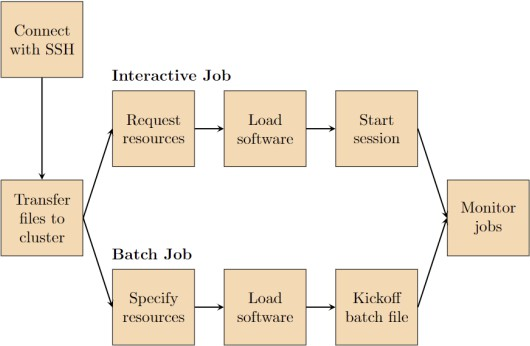 Connect
with SSH
Interactive Job
Request
resources
Load
software
Start
session
Transfer
files to
cluster
Monitor
jobs
Batch Job
Specify
resources
Load
software
Kickoff
batch file